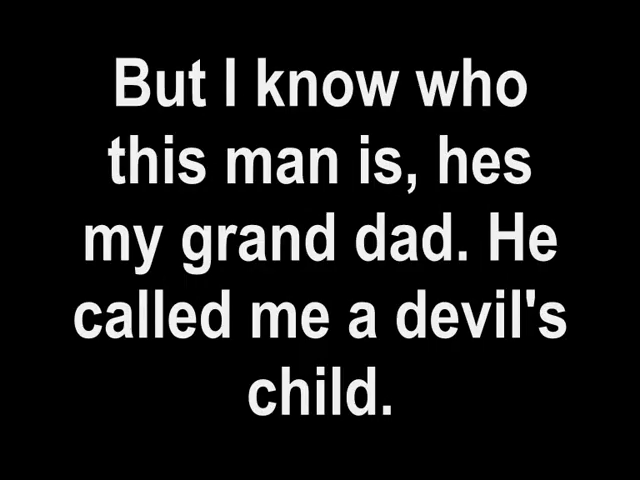 But I know who
this man is, hes
my grand dad. He
called me a devil's
child.